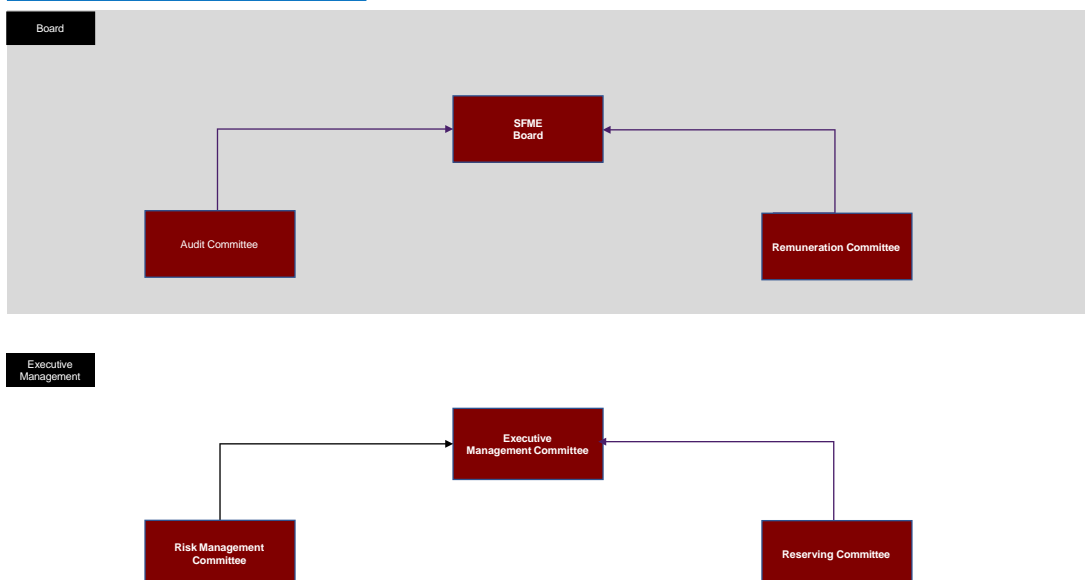 Board
SFME
Board
Audit Committee
Remuneration Committee
Executive
Management
Executive
Management Committee
Risk Management
Committee
Reserving Committee